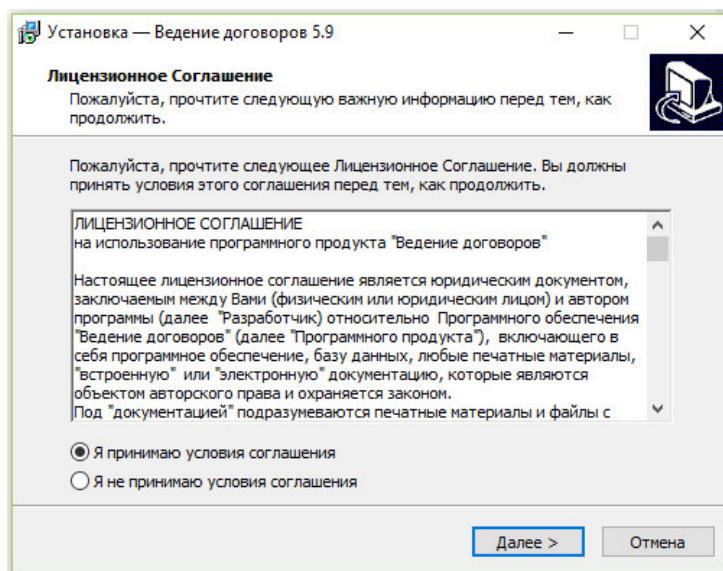 Установка — Ведение договоров 5.9
Лицензионное Соглашение
Пожалуйста, прочтите следующую важную информацию перед тем, как
продолжить.
Пожалуйста, прочтите следующее Лицензионное Соглашение. Вы должны
принять условия этого соглашения перед тем, как продолжить.
ЛИЦЕНЗИОННОЕ СОГЛАШЕНИЕ
на использование программного продукта "Ведение договоров"
Настоящее лицензионное соглашение является юридическим документом,
заключаемым между Вами (физическим или юридическим лицом) и автором
программы (далее "Разработчик) относительно Программного обеспечения
"Ведение договоров" (далее "Программного продукта"), включающего в
себя программное обеспечение, базу данных, любые печатные материалы,
"встроенную" или "электронную" документацию, которые являются
объектом авторского права и охраняется законом.
Под "документацией" подразумеваются печатные материалы и файлы с
Я принимаю условия соглашения
Я не принимаю условия соглашения
Далее >
Отмена